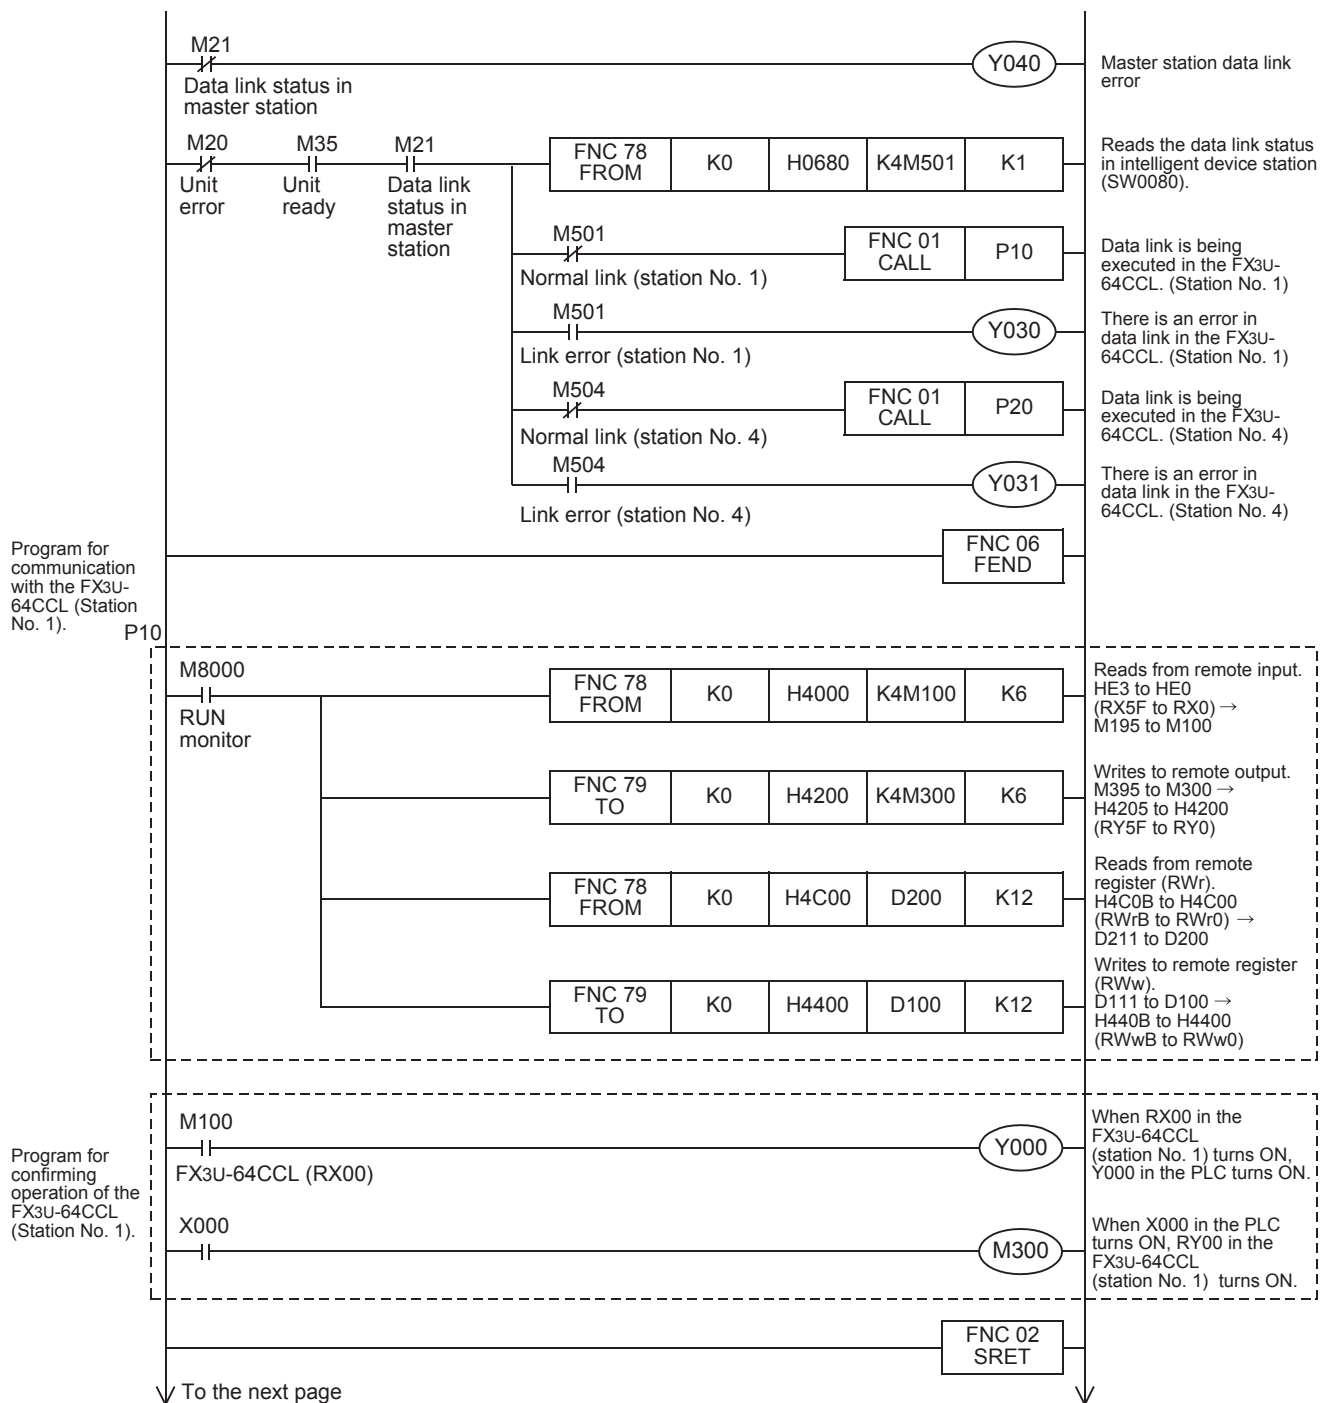 M21
Y040
Master station data link
error
Data link status in
master station
M20
M35
M21
FNC 78
FROM
K0
H0680
K4M501
K1
Reads the data link status
in intelligent device station
(SW0080).
Unit
error
Unit
ready
Data link
status in
master
station
M501
FNC 01
CALL
P10
Data link is being
executed in the FX3U-
64CCL. (Station No. 1)
Normal link (station No. 1)
M501
Y030
There is an error in
data link in the FX3U-
64CCL. (Station No. 1)
Link error (station No. 1)
M504
FNC 01
CALL
P20
Data link is being
executed in the FX3U-
64CCL. (Station No. 4)
Normal link (station No. 4)
M504
Y031
There is an error in
data link in the FX3U-
64CCL. (Station No. 4)
Link error (station No. 4)
FNC 06
FEND
Program for
communication
with the FX3U-
64CCL (Station
No. 1).
P10
M8000
RUN
monitor
FNC 78
FROM
K0
H4000
K4M100
K6
Reads from remote input.
HE3 to HE0
(RX5F to RX0) →
M195 to M100
FNC 79
TO
K0
H4200
K4M300
K6
Writes to remote output.
M395 to M300 →
H4205 to H4200
(RY5F to RY0)
FNC 78
FROM
K0
H4C00
D200
K12
Reads from remote
register (RWr).
H4C0B to H4C00
(RWrB to RWr0) →
D211 to D200
FNC 79
TO
K0
H4400
D100
K12
Writes to remote register
(RWw).
D111 to D100 →
H440B to H4400
(RWwB to RWw0)
Program for
confirming
operation of the
FX3U-64CCL
(Station No. 1).
M100
FX3U-64CCL (RX00)
Y000
When RX00 in the
FX3U-64CCL
(station No. 1) turns ON,
Y000 in the PLC turns ON.
X000
M300
When X000 in the PLC
turns ON, RY00 in the
FX3U-64CCL
(station No. 1) turns ON.
FNC 02
SRET
To the next page